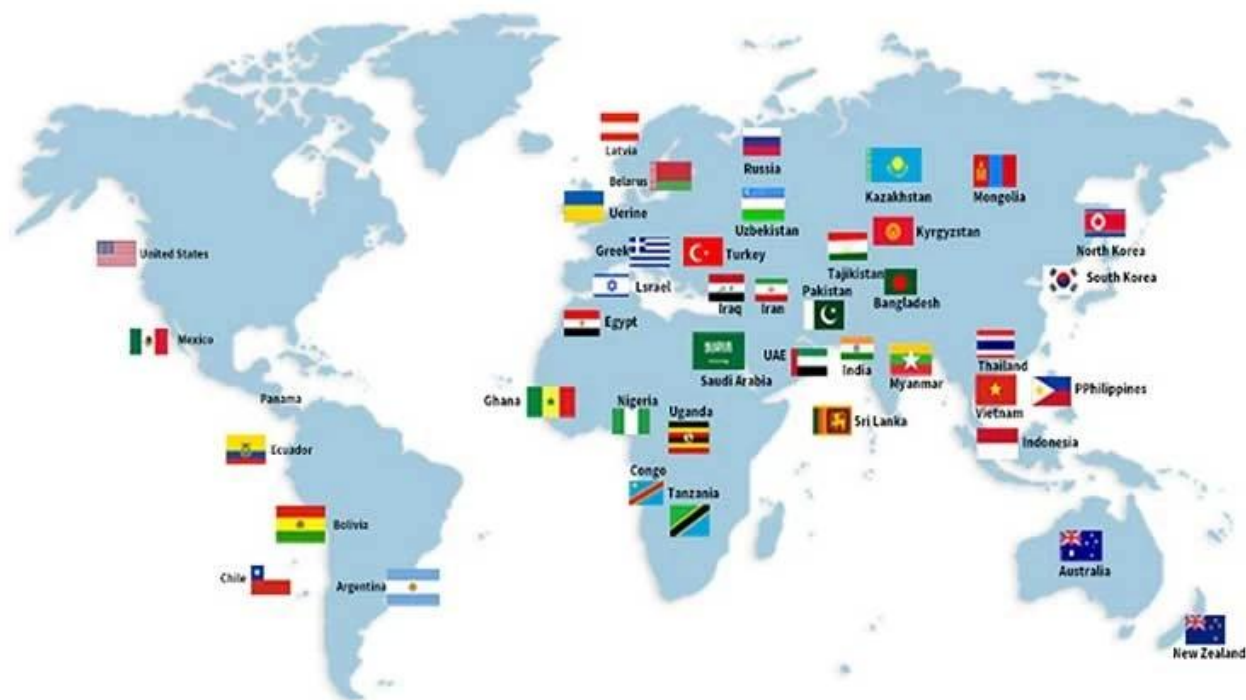 Latvia
Russia
Belarus
Kazakhstan
Mongolia
Uerine
Uzbekistan
Kyrgyzstan
North Korea
United States
Greek
Turkey
Tajikistan
South Korea
Lsrael
Iraq
Iran
Pakistan
Bangladesh
Egypt
Mexico
UAE
India
Thailand
Saudi Arabia
Myanmar
Panama
Ghana
Nigeria
Uganda
Sri Lanka
Vietnam
PPhilippines
Ecuador
Indonesia
Congo
Tanzania
Bolivia
Australia
Chile
Argentina
New Zealand